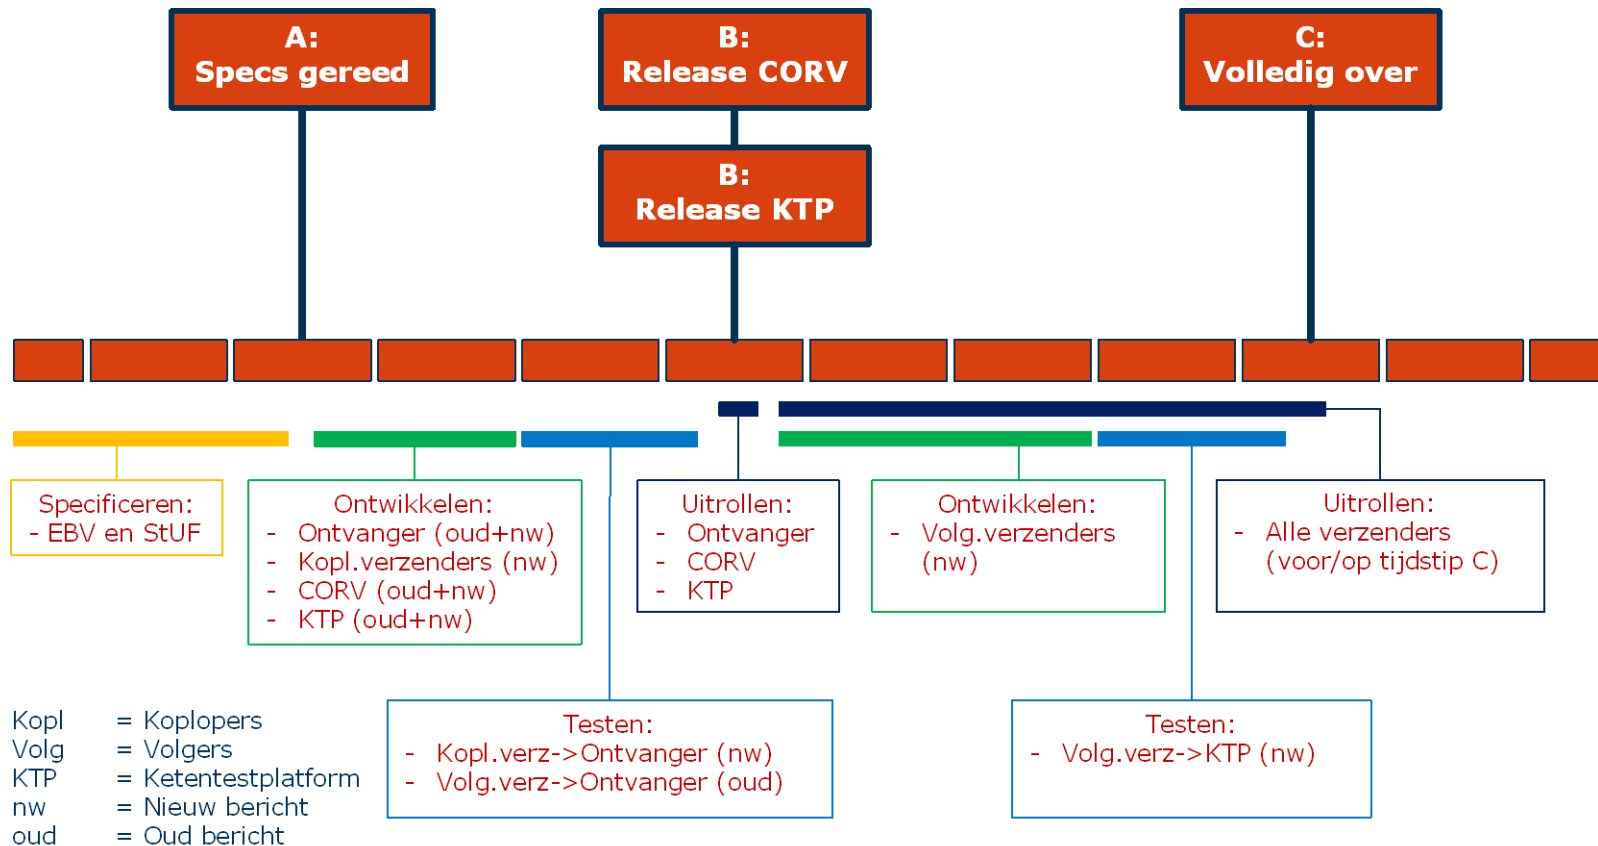 A:
Specs gereed
B:
Release CORV
C:
Volledig over
B:
Release KTP
Specificeren:
- EBV en StUF
Ontwikkelen:
- Ontvanger (oud+nw)
- Kopl.verzenders (nw)
- CORV (oud+nw)
- KTP (oud+nw)
Uitrollen:
- Ontvanger
- CORV
- KTP
Ontwikkelen:
- Volg.verzenders
(nw)
Uitrollen:
- Alle verzenders
(voor/op tijdstip C)
Testen:
- Kopl.verz->Ontvanger (nw)
- Volg.verz->Ontvanger (oud)
Testen:
- Volg.verz->KTP (nw)
Kopl = Koplopers
Volg = Volgers
KTP = Ketentestplatform
nw = Nieuw bericht
oud = Oud bericht